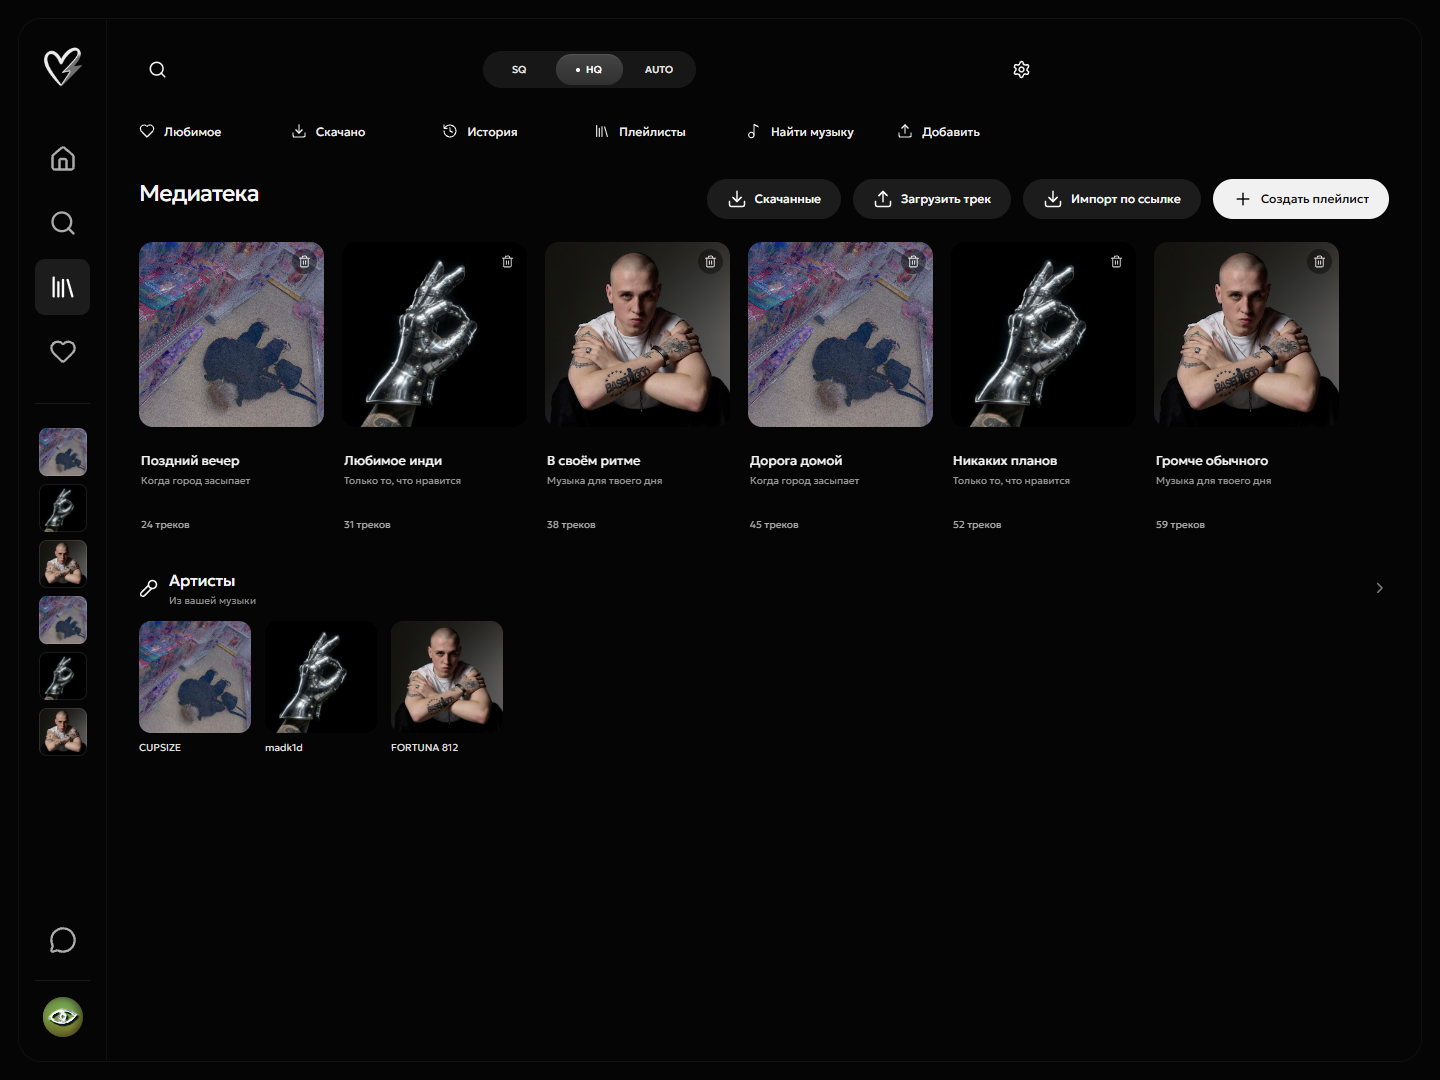 SQ
HQ
AUTO
Любимое
Скачано
История
Плейлисты
Найти музыку
Добавить
Медиатека
Скачанные
Загрузить трек
Импорт по ссылке
Создать плейлист
Поздний вечер
Когда город засыпает
24 треков
Любимое инди
Только то, что нравится
31 треков
В своём ритме
Музыка для твоего дня
38 треков
Дорога домой
Когда город засыпает
45 треков
Никаких планов
Только то, что нравится
52 треков
Громче обычного
Музыка для твоего дня
59 треков
Артисты
Из вашей музыки
CUPSIZE
madk1d
FORTUNA 812